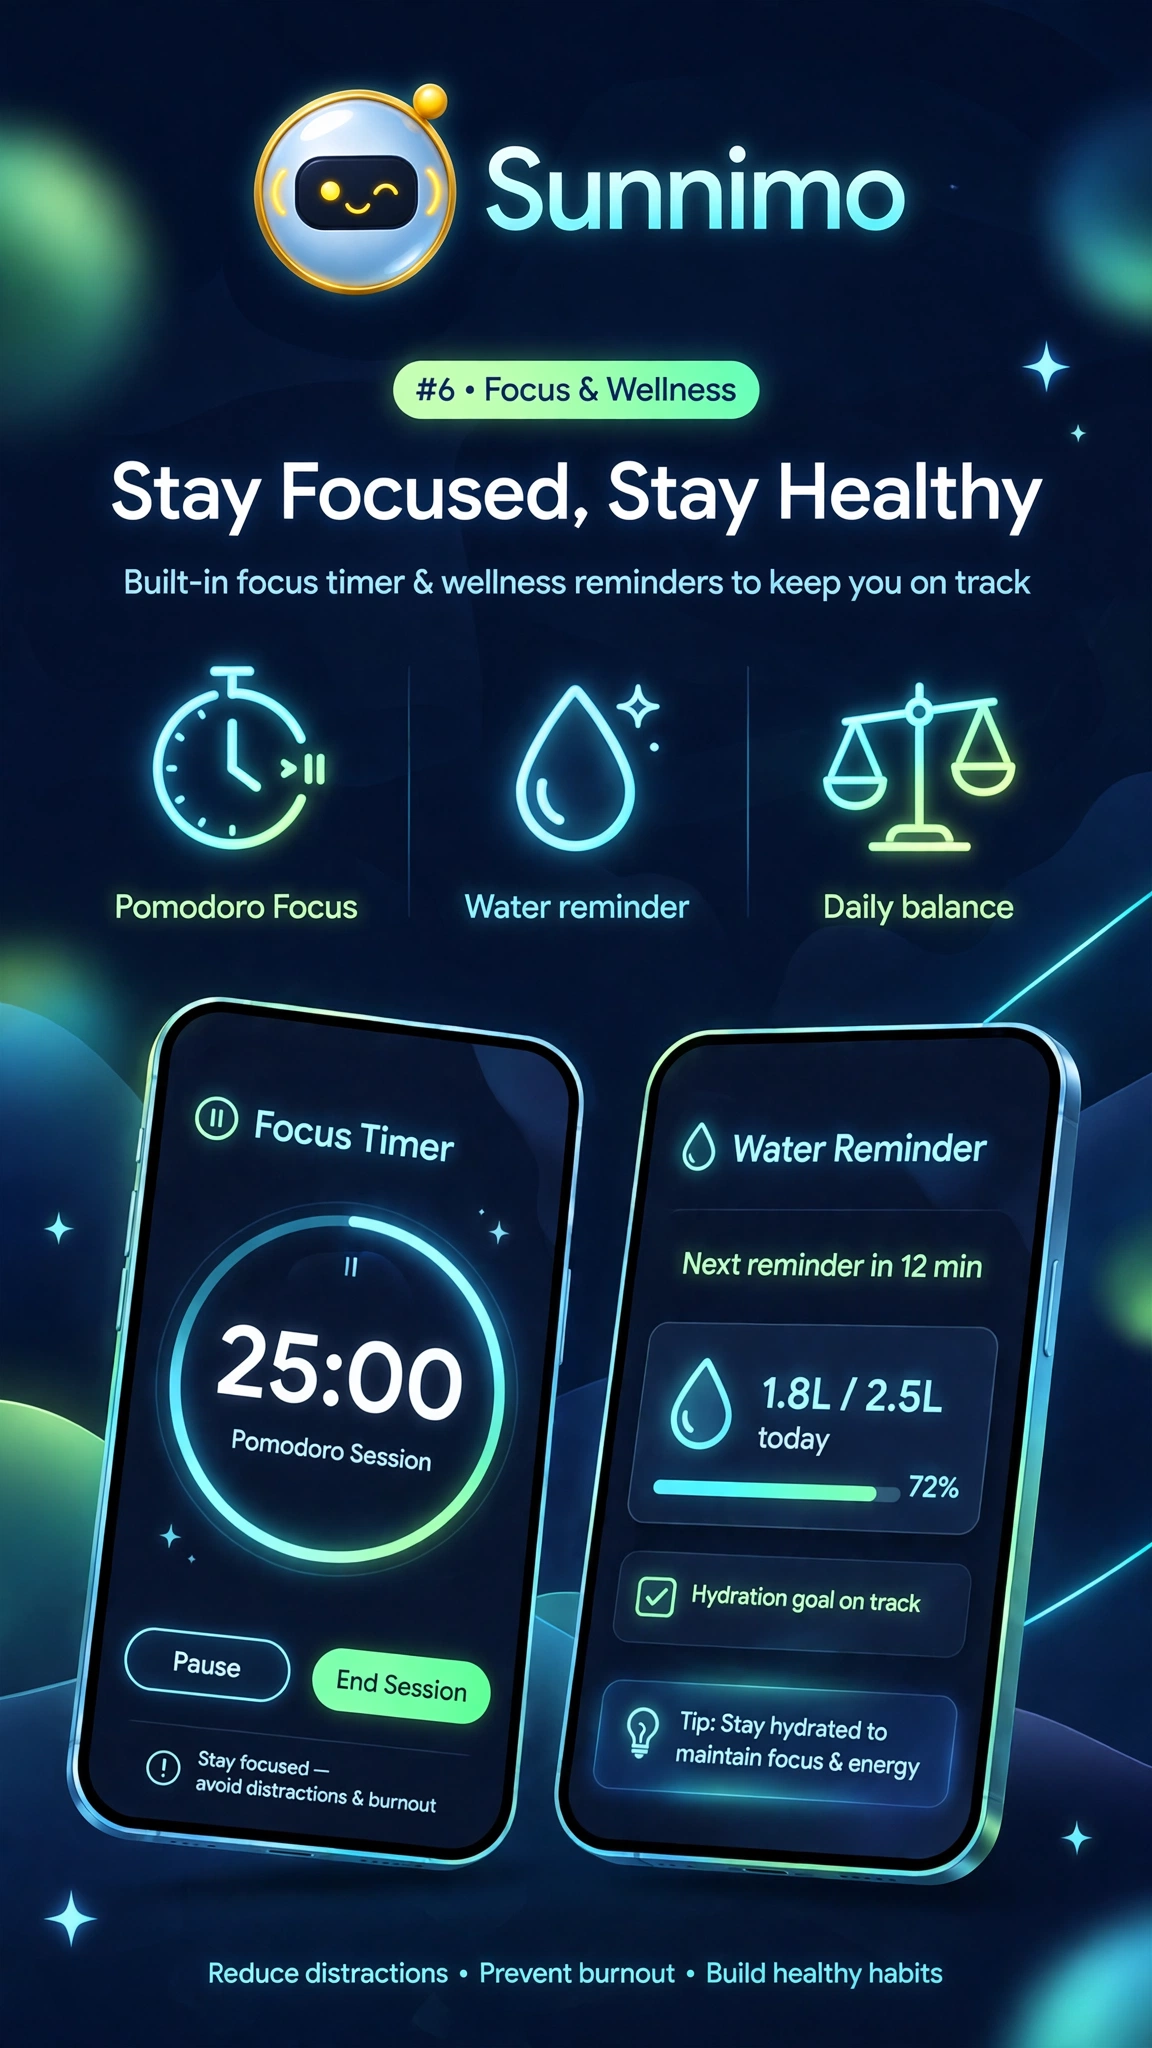 Sunnimo
#6 • Focus & Wellness
Stay Focused, Stay Healthy
Built-in focus timer & wellness reminders to keep you on track
Pomodoro Focus
Water reminder
Daily balance
Focus Timer
25:00
Pomodoro Session
Pause
End Session
Stay focused —
avoid distractions & burnout
Water Reminder
Next reminder in 12 min
1.8L / 2.5L
today
72%
Hydration goal on track
Tip: Stay hydrated to
maintain focus & energy
Reduce distractions • Prevent burnout • Build healthy habits